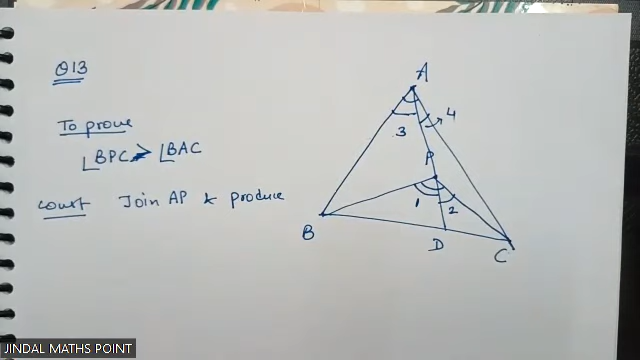 Q13
To prove
∠BPC > ∠BAC
Const Join AP & produce
A
3
4
P
1
2
B
D
C
JINDAL MATHS POINT